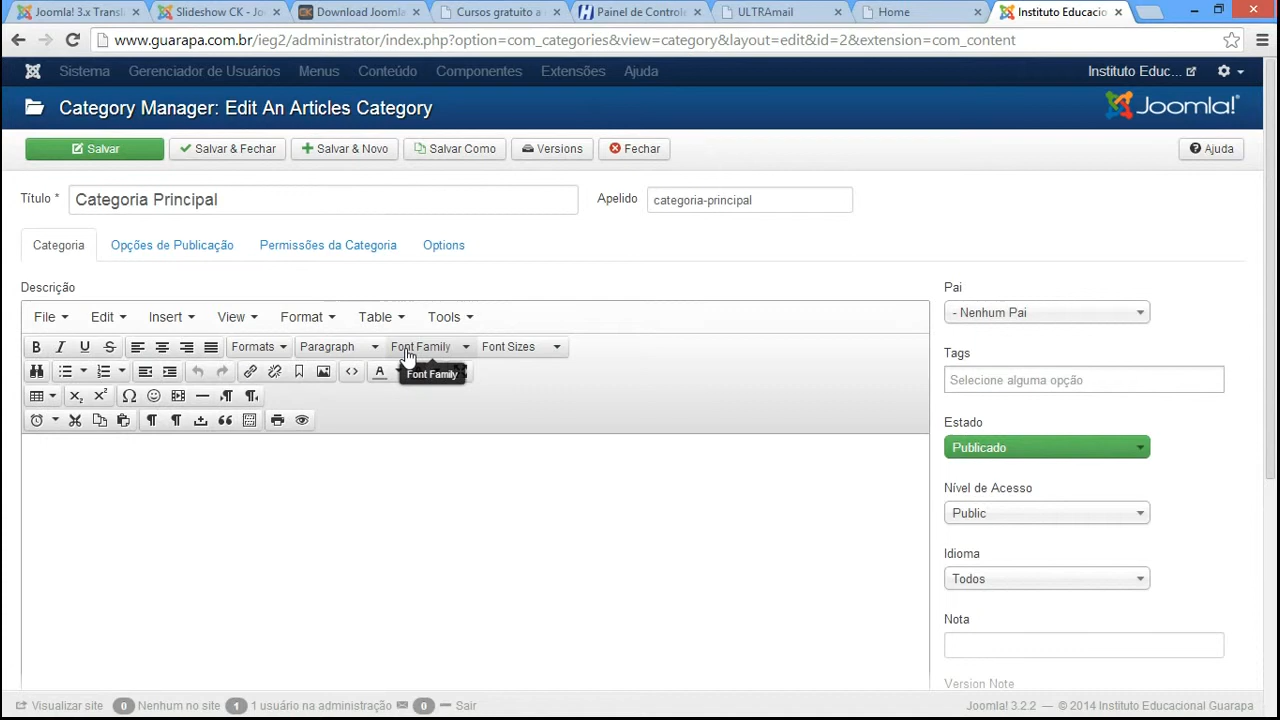 Joomla! 3.x Transl
Slideshow CK - Jo
Download Joomla
Cursos gratuito a
Painel de Controle
ULTRAmail
Home
Instituto Educacio
www.guarapa.com.br/ieg2/administrator/index.php?option=com_categories&view=category&layout=edit&id=2&extension=com_content
Sistema Gerenciador de Usuários Menus Conteúdo Componentes Extensões Ajuda Instituto Educ...
Category Manager: Edit An Articles Category
Joomla!
Salvar Salvar & Fechar Salvar & Novo Salvar Como Versions Fechar Ajuda
Título * Categoria Principal Apelido categoria-principal
Categoria Opções de Publicação Permissões da Categoria Options
Descrição
File Edit Insert View Format Table Tools
Formats Paragraph Font Family Font Sizes
Font Family
Pai
- Nenhum Pai
Tags
Selecione alguma opção
Estado
Publicado
Nível de Acesso
Public
Idioma
Todos
Nota
Version Note
Visualizar site 0 Nenhum no site 1 1 usuário na administração 0 Sair
Joomla! 3.2.2 — © 2014 Instituto Educacional Guarapa